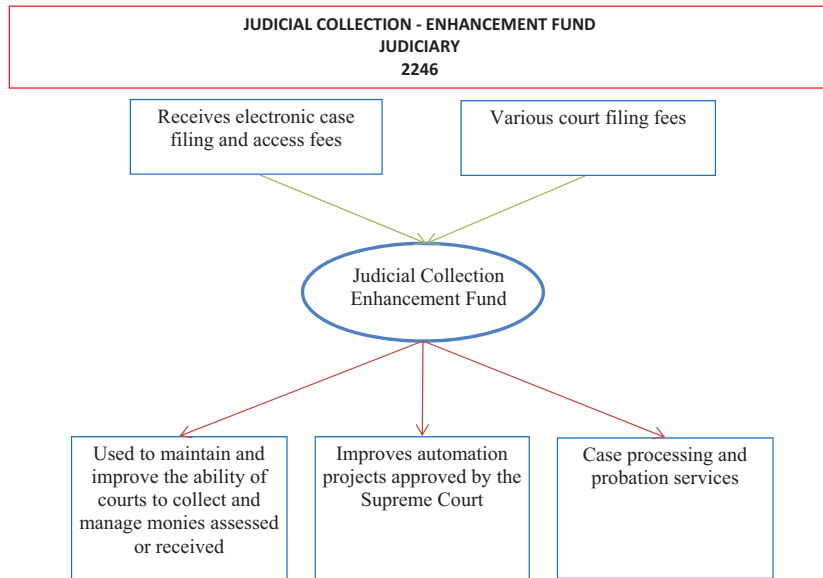 JUDICIAL COLLECTION - ENHANCEMENT FUND
JUDICIARY
2246
Receives electronic case
filing and access fees
Various court filing fees
Judicial Collection
Enhancement Fund
Used to maintain and
improve the ability of
courts to collect and
manage monies assessed
or received
Improves automation
projects approved by the
Supreme Court
Case processing and
probation services